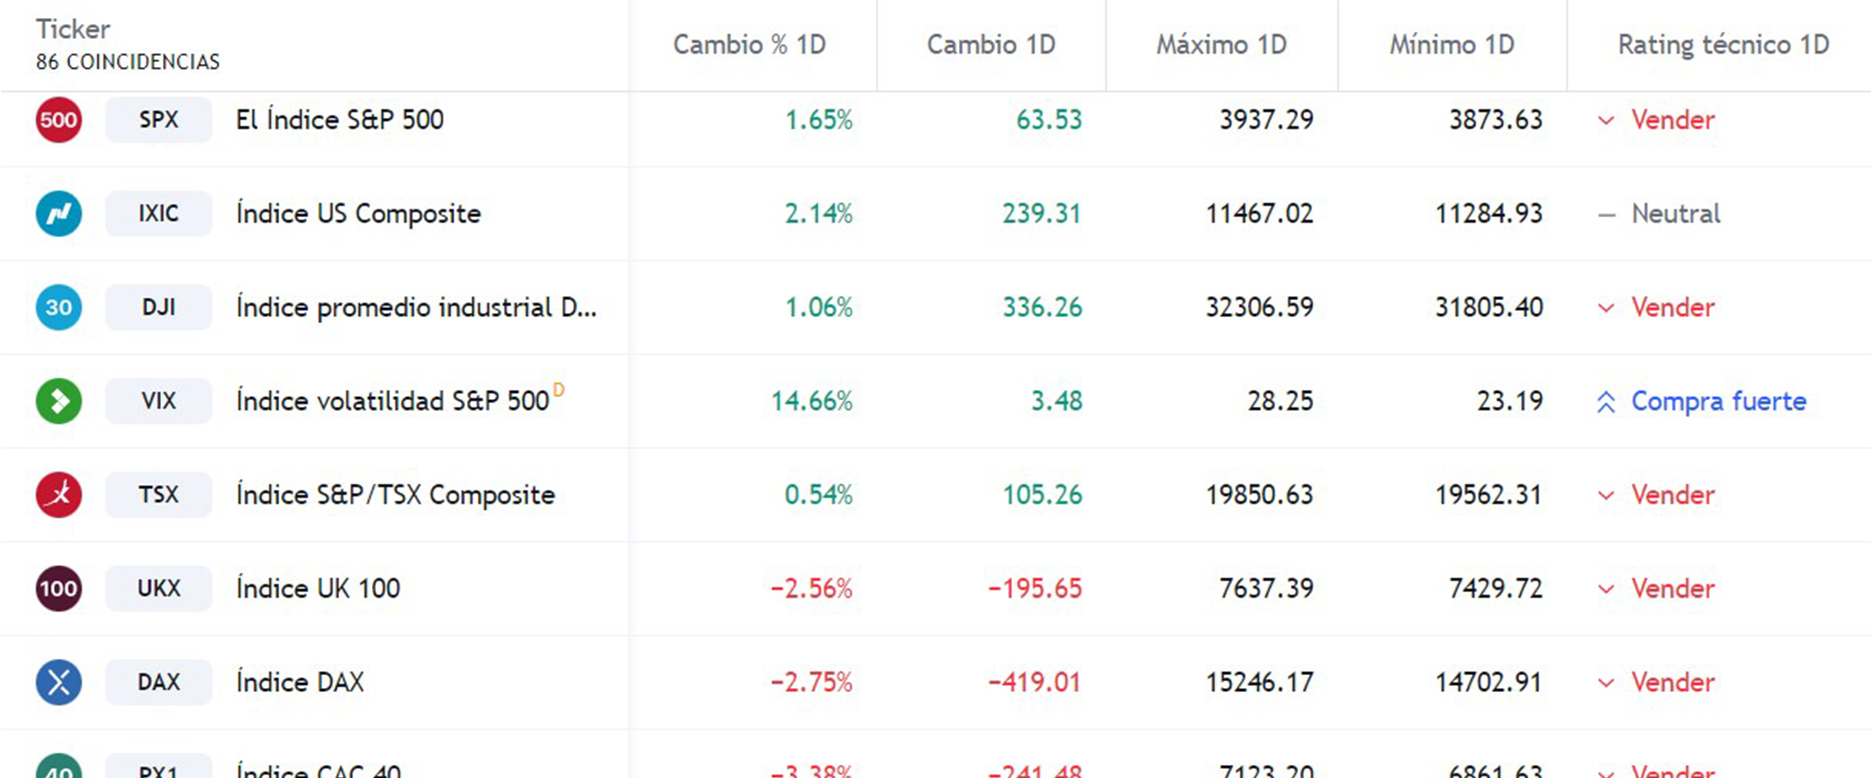 Ticker
86 COINCIDENCIAS
Cambio % 1D Cambio 1D Máximo 1D Mínimo 1D Rating técnico 1D
500 SPX El Índice S&P 500 1.65% 63.53 3937.29 3873.63 Vender
IXIC Índice US Composite 2.14% 239.31 11467.02 11284.93 — Neutral
30 DJI Índice promedio industrial D... 1.06% 336.26 32306.59 31805.40 Vender
VIX Índice volatilidad S&P 500 D 14.66% 3.48 28.25 23.19 Compra fuerte
TSX Índice S&P/TSX Composite 0.54% 105.26 19850.63 19562.31 Vender
100 UKX Índice UK 100 −2.56% −195.65 7637.39 7429.72 Vender
DAX Índice DAX −2.75% −419.01 15246.17 14702.91 Vender
40 PX1 Índice CAC 40 −3.38% −241.48 7123.20 6861.63 Vender